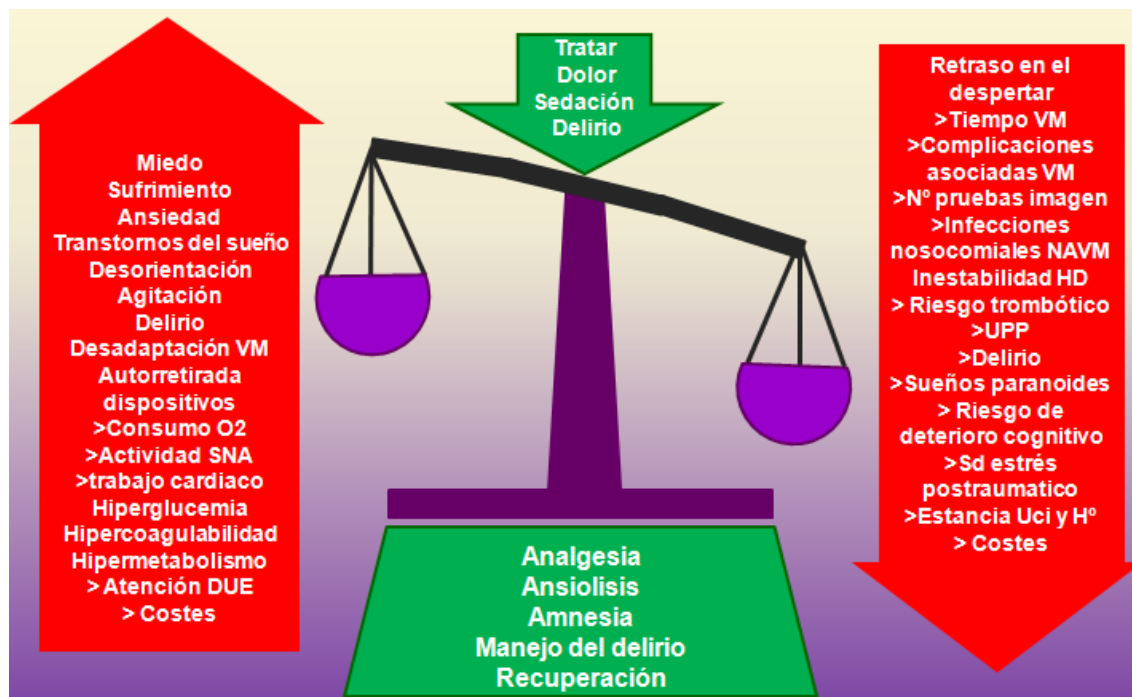 Miedo
Sufrimiento
Ansiedad
Transtornos del sueño
Desorientación
Agitación
Delirio
Desadaptación VM
Autorretirada
dispositivos
>Consumo O2
>Actividad SNA
>trabajo cardiaco
Hiperglucemia
Hipercoagulabilidad
Hipermetabolismo
> Atención DUE
> Costes
Tratar
Dolor
Sedación
Delirio
Analgesia
Ansiolisis
Amnesia
Manejo del delirio
Recuperación
Retraso en el
despertar
>Tiempo VM
>Complicaciones
asociadas VM
>Nº pruebas imagen
>Infecciones
nosocomiales NAVM
Inestabilidad HD
> Riesgo trombótico
>UPP
>Delirio
>Sueños paranoides
> Riesgo de
deterioro cognitivo
>Sd estrés
postraumatico
>Estancia Uci y Hº
> Costes